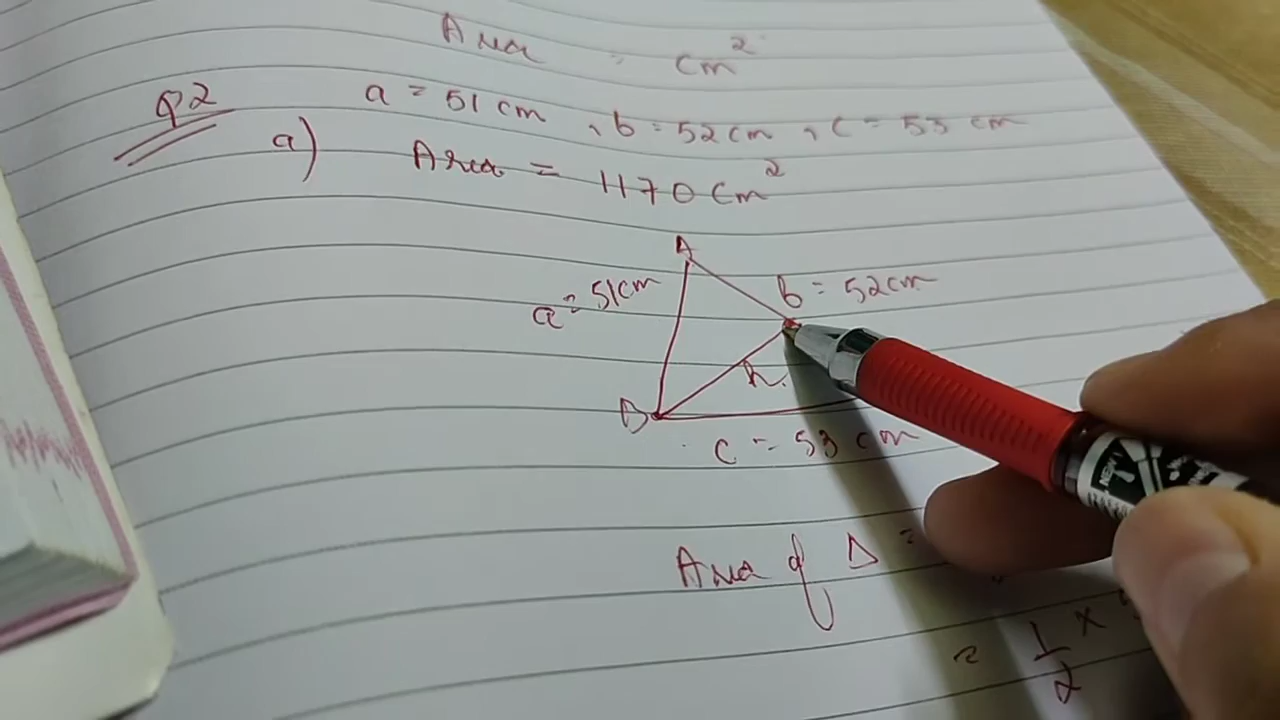 Area = cm²
Q2 a = 51 cm , b = 52 cm , c = 53 cm
a) Area = 1170 cm²
A
a = 51cm b = 52cm
h
B
c = 53 cm
Area of Δ =
= 1/2 ×
NEW